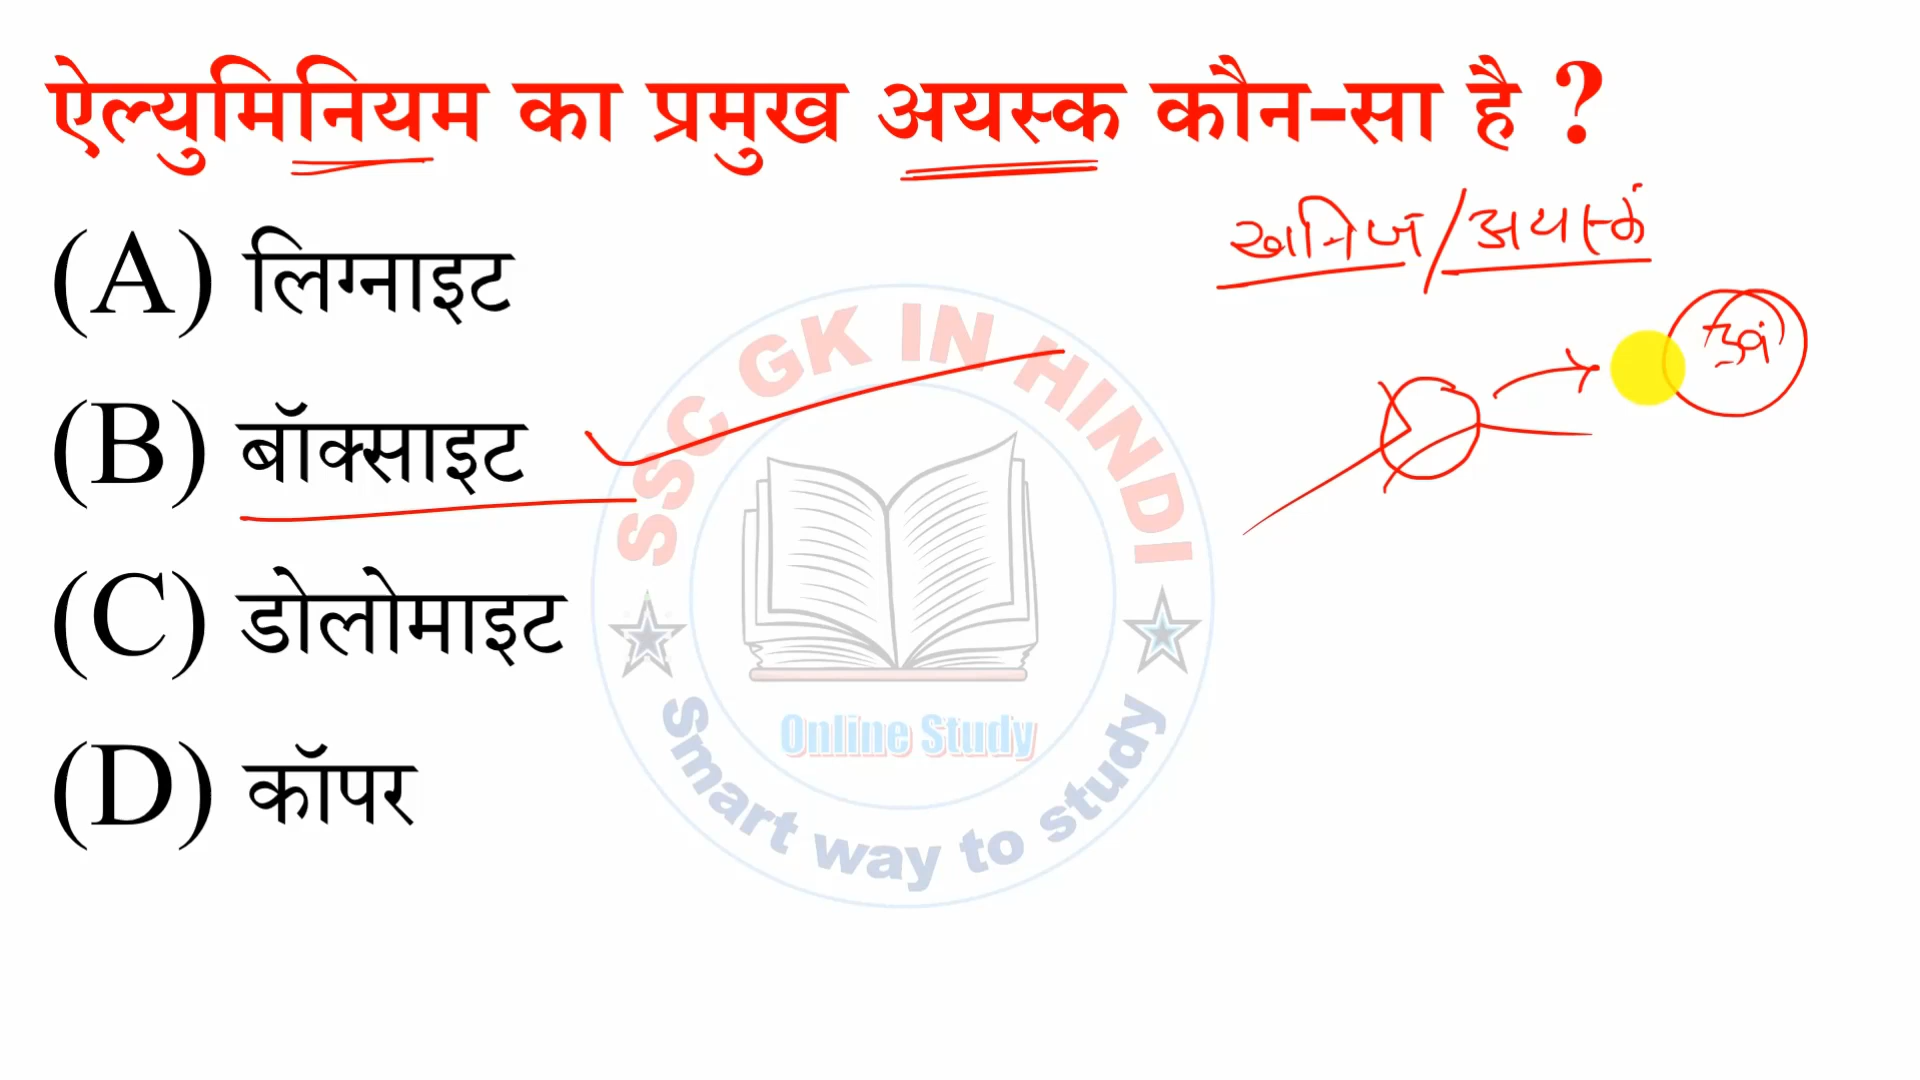 ऐल्युमिनियम का प्रमुख अयस्क कौन-सा है ?
खनिज/अयस्क
(A) लिग्नाइट
(B) बॉक्साइट
(C) डोलोमाइट
(D) कॉपर
SSC GK IN HINDI
Online Study
Smart way to study